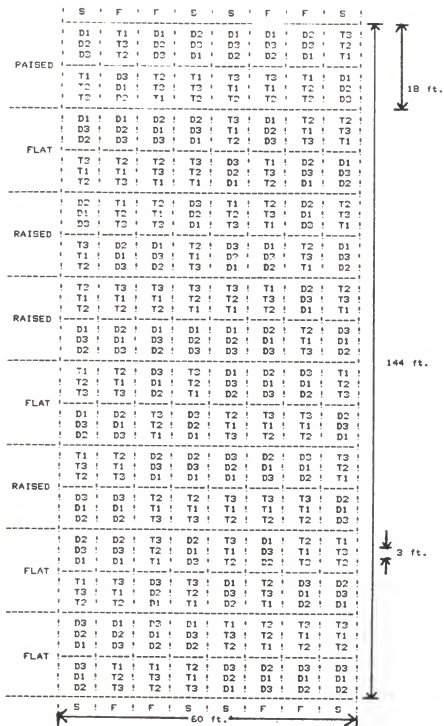 S ! F ! F ! S ! S ! F ! F ! S
D1 ! T1 ! D1 ! D2 ! D1 ! D1 ! D2 ! T3
D2 ! T3 ! D2 ! D3 ! D3 ! D3 ! D3 ! T2
D3 ! T2 ! D3 ! D1 ! D2 ! D2 ! D1 ! T1
PAISED
T1 ! D3 ! T2 ! T1 ! T3 ! T3 ! T1 ! D1
T2 ! D1 ! T3 ! T3 ! T1 ! T1 ! T3 ! D2
T3 ! D2 ! T1 ! T2 ! T2 ! T2 ! T2 ! D3
18 ft.
D1 ! D1 ! D2 ! D2 ! T3 ! D1 ! T2 ! T2
D3 ! D2 ! D1 ! D3 ! T1 ! D2 ! T1 ! T3
D2 ! D3 ! D3 ! D1 ! T2 ! D3 ! T3 ! T1
FLAT
T3 ! T2 ! T2 ! T3 ! D3 ! T1 ! D2 ! D1
T1 ! T1 ! T3 ! T2 ! D2 ! T3 ! D3 ! D3
T2 ! T3 ! T1 ! T1 ! D1 ! T2 ! D1 ! D2
D2 ! T1 ! T2 ! D3 ! T1 ! T2 ! D2 ! T2
D1 ! T2 ! T1 ! D2 ! T2 ! T3 ! D1 ! T3
D3 ! T3 ! T3 ! D1 ! T3 ! T1 ! D3 ! T1
RAISED
T3 ! D2 ! D1 ! T2 ! D3 ! D1 ! T2 ! D1
T1 ! D1 ! D3 ! T1 ! D2 ! D2 ! T3 ! D3
T2 ! D3 ! D2 ! T3 ! D1 ! D2 ! T1 ! D2
T3 ! T3 ! T3 ! T3 ! T3 ! T1 ! D2 ! T2
T1 ! T1 ! T1 ! T2 ! T2 ! T3 ! D3 ! T3
T2 ! T2 ! T2 ! T1 ! T1 ! T2 ! D1 ! T1
RAISED
D1 ! D2 ! D1 ! D1 ! D1 ! D2 ! T2 ! D3
D3 ! D1 ! D3 ! D2 ! D2 ! D1 ! T1 ! D1
D2 ! D3 ! D2 ! D3 ! D3 ! D3 ! T3 ! D2
144 ft.
T1 ! T2 ! D3 ! T3 ! D1 ! D2 ! D3 ! T1
T2 ! T1 ! D1 ! T2 ! D3 ! D1 ! D1 ! T2
T3 ! T3 ! D2 ! T1 ! D2 ! D3 ! D2 ! T3
FLAT
D1 ! D2 ! T3 ! D3 ! T2 ! T3 ! T3 ! D2
D3 ! D1 ! T2 ! D2 ! T1 ! T1 ! T1 ! D3
D2 ! D3 ! T1 ! D1 ! T3 ! T2 ! T2 ! D1
T1 ! T2 ! D2 ! D2 ! D3 ! D2 ! D3 ! T3
T3 ! T1 ! D3 ! D3 ! D2 ! D1 ! D1 ! T2
T2 ! T3 ! D1 ! D1 ! D1 ! D3 ! D2 ! T1
RAISED
D3 ! D3 ! T2 ! T2 ! T3 ! T3 ! T3 ! D2
D1 ! D1 ! T1 ! T1 ! T1 ! T1 ! T1 ! D1
D2 ! D2 ! T3 ! T3 ! T2 ! T2 ! T2 ! D3
D2 ! D2 ! T3 ! D2 ! T3 ! D1 ! T2 ! T1
D3 ! D3 ! T2 ! D1 ! T1 ! D3 ! T1 ! T3
D1 ! D1 ! T1 ! D3 ! T2 ! D2 ! T3 ! T2
3 ft.
FLAT
T1 ! T3 ! D3 ! T3 ! D1 ! T2 ! D3 ! D2
T3 ! T1 ! D2 ! T2 ! D3 ! T3 ! D2 ! D3
T2 ! T2 ! D1 ! T1 ! D2 ! T1 ! D1 ! D1
D3 ! D1 ! D3 ! D1 ! T1 ! T3 ! T3 ! T3
D2 ! D2 ! D1 ! D3 ! T3 ! T2 ! T1 ! T1
D1 ! D3 ! D2 ! D2 ! T2 ! T1 ! T2 ! T2
FLAT
D3 ! T1 ! T1 ! T2 ! D3 ! D2 ! D3 ! D3
D1 ! T2 ! T3 ! T1 ! D2 ! D1 ! D1 ! D1
D2 ! T3 ! T2 ! T3 ! D1 ! D3 ! D2 ! D2
S ! F ! F ! S ! S ! F ! F ! S
60 ft.